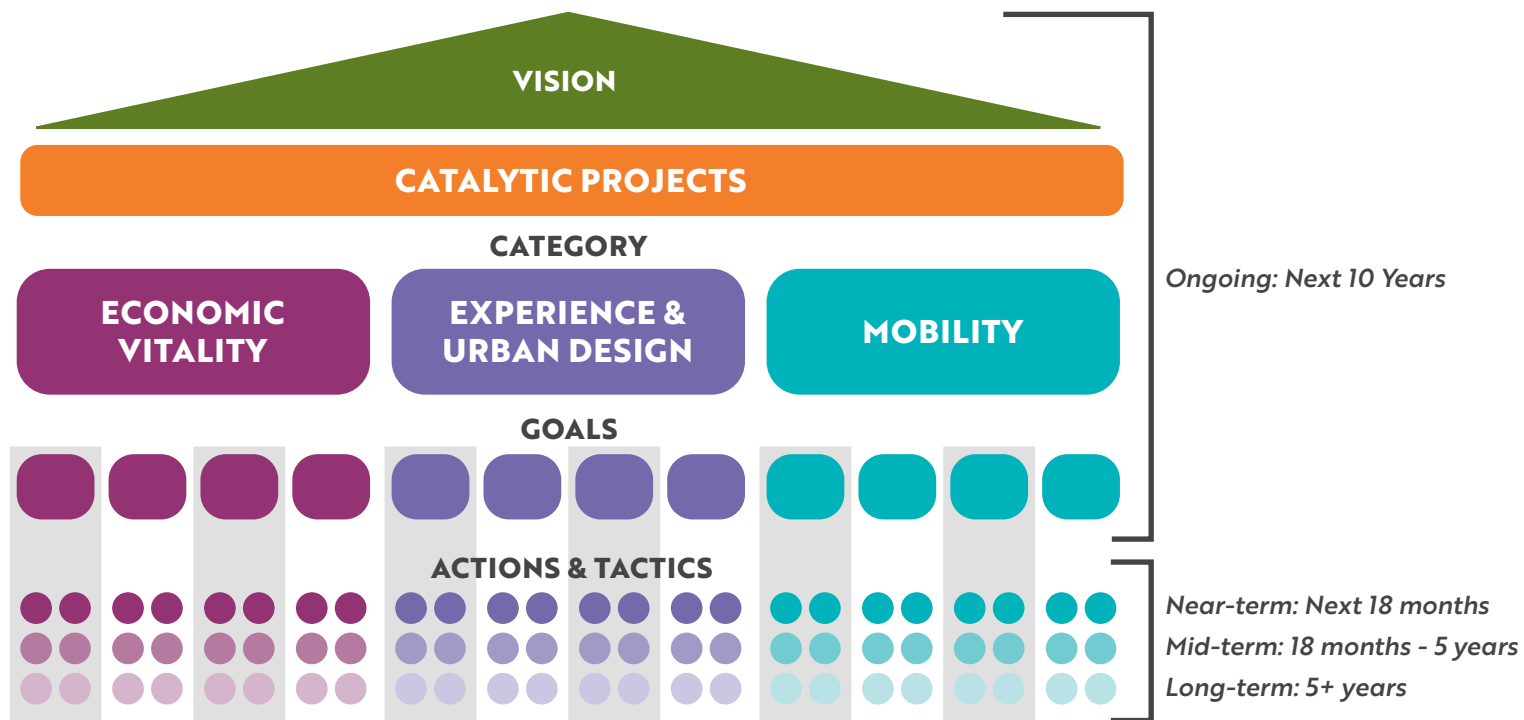 VISION
CATALYTIC PROJECTS
CATEGORY
ECONOMIC
VITALITY
EXPERIENCE &
URBAN DESIGN
MOBILITY
Ongoing: Next 10 Years
GOALS
ACTIONS & TACTICS
Near-term: Next 18 months
Mid-term: 18 months - 5 years
Long-term: 5+ years